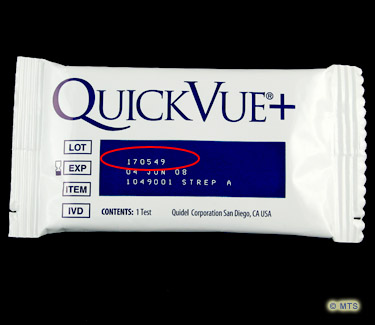 QUICKVUE®+
LOT 170549
EXP 04 JUN 08
ITEM 1049001 STREP A
IVD CONTENTS: 1 Test Quidel Corporation San Diego, CA USA
© MTS